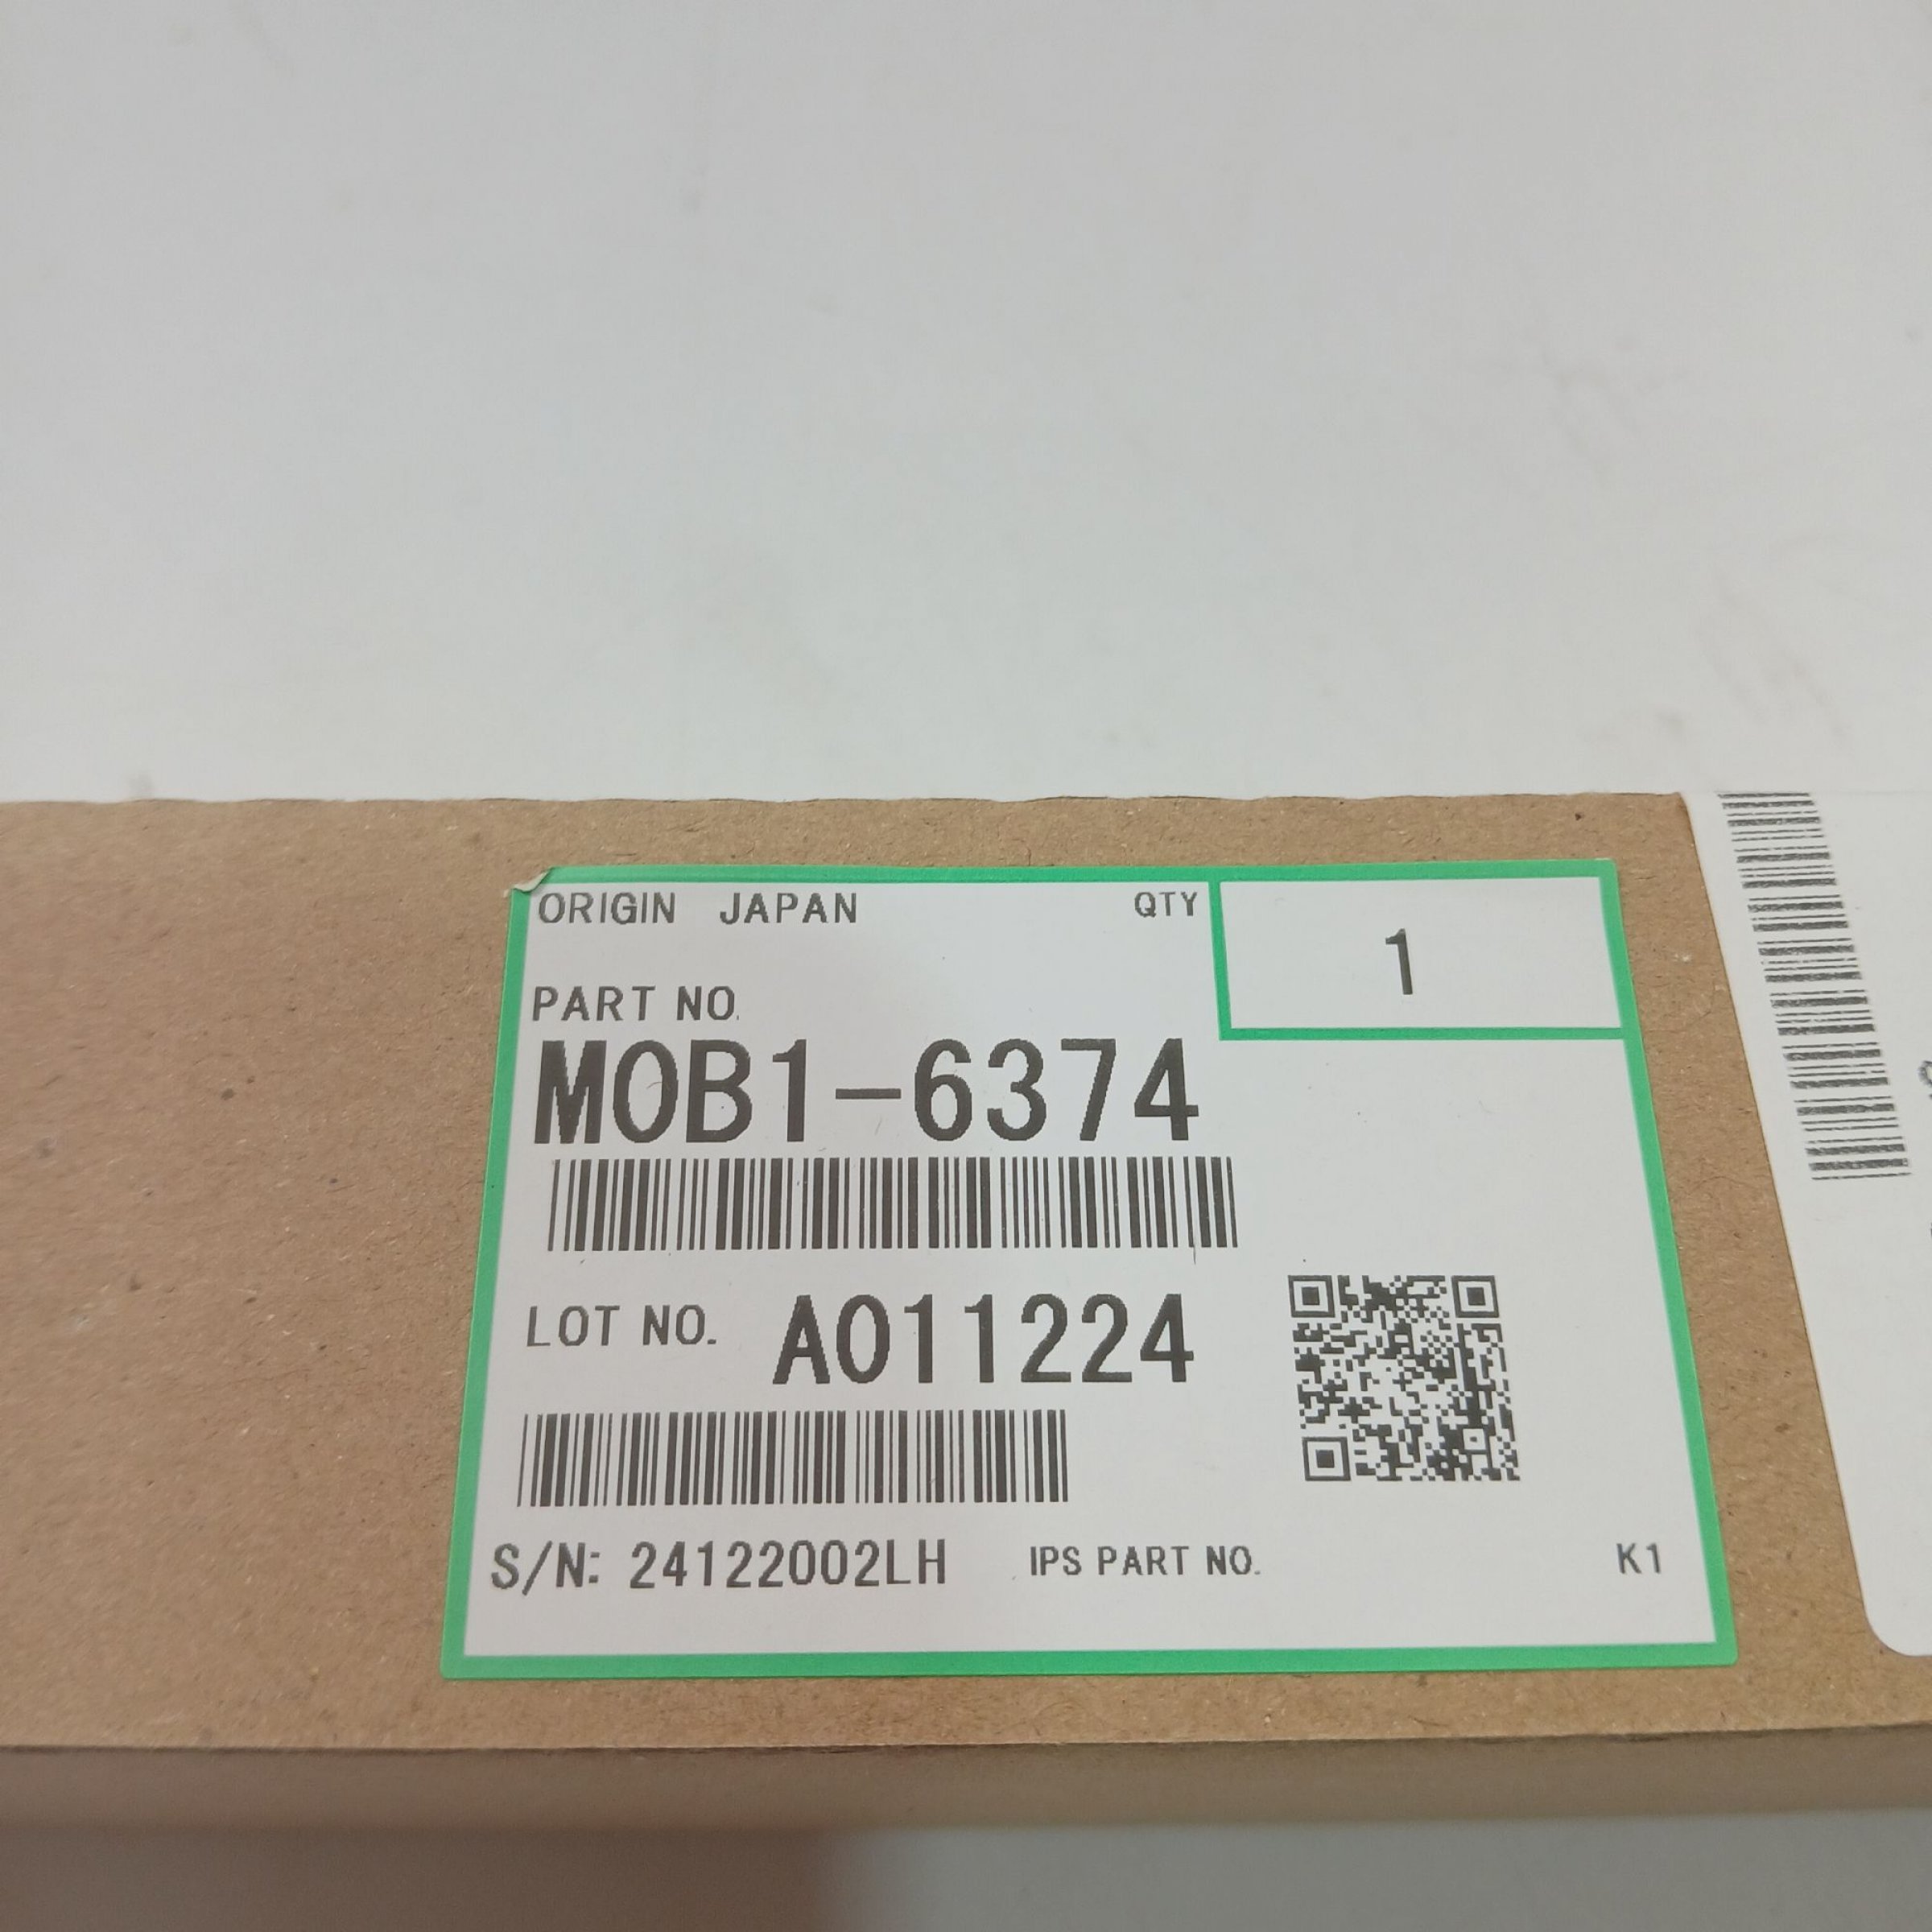 ORIGIN JAPAN QTY 1
PART NO.
M0B1-6374
LOT NO. A011224
S/N: 24122002LH IPS PART NO. K1